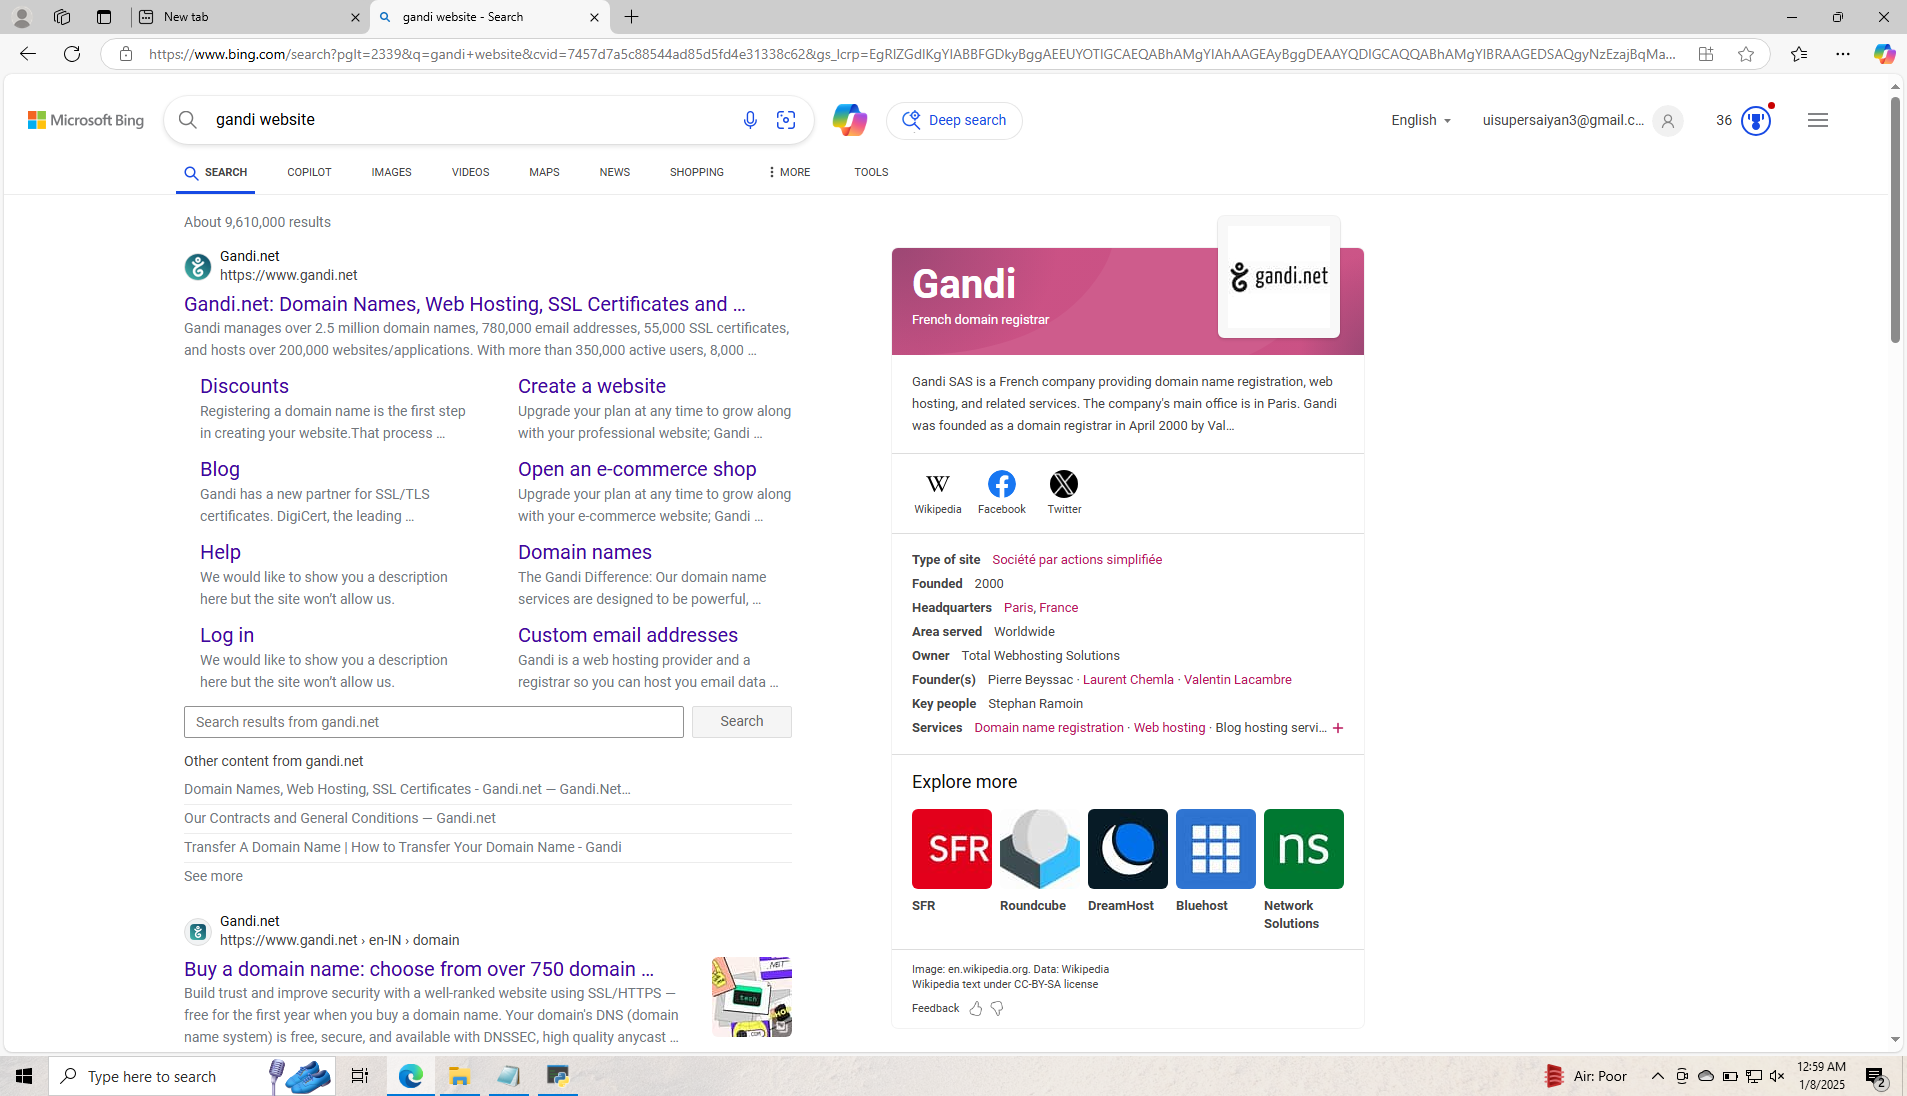 New tab
gandi website - Search
https://www.bing.com/search?pglt=2339&q=gandi+website&cvid=7457d7a5c88544ad85d5fd4e31338c62&gs_lcrp=EgRlZGdlKgYIABBFGDkyBggAEEUYOTIGCAEQABhAMgYIAhAAGEAyBggDEAAYQDIGCAQQABhAMgYIBRAAGEDSAQgyNzEzajBqMa...
Microsoft Bing
gandi website
Deep search
English
uisupersaiyan3@gmail.c...
36
SEARCH
COPILOT
IMAGES
VIDEOS
MAPS
NEWS
SHOPPING
MORE
TOOLS
About 9,610,000 results
Gandi.net
https://www.gandi.net
Gandi.net: Domain Names, Web Hosting, SSL Certificates and ...
Gandi manages over 2.5 million domain names, 780,000 email addresses, 55,000 SSL certificates,
and hosts over 200,000 websites/applications. With more than 350,000 active users, 8,000 ...
Discounts
Registering a domain name is the first step
in creating your website.That process ...
Create a website
Upgrade your plan at any time to grow along
with your professional website; Gandi ...
Blog
Gandi has a new partner for SSL/TLS
certificates. DigiCert, the leading ...
Open an e-commerce shop
Upgrade your plan at any time to grow along
with your e-commerce website; Gandi ...
Help
We would like to show you a description
here but the site won't allow us.
Domain names
The Gandi Difference: Our domain name
services are designed to be powerful, ...
Log in
We would like to show you a description
here but the site won't allow us.
Custom email addresses
Gandi is a web hosting provider and a
registrar so you can host you email data ...
Search results from gandi.net
Search
Other content from gandi.net
Domain Names, Web Hosting, SSL Certificates - Gandi.net — Gandi.Net...
Our Contracts and General Conditions — Gandi.net
Transfer A Domain Name | How to Transfer Your Domain Name - Gandi
See more
Gandi.net
https://www.gandi.net › en-IN › domain
Buy a domain name: choose from over 750 domain ...
Build trust and improve security with a well-ranked website using SSL/HTTPS —
free for the first year when you buy a domain name. Your domain's DNS (domain
name system) is free, secure, and available with DNSSEC, high quality anycast ...
.NET
.tech
.COM
Gandi
French domain registrar
gandi.net
Gandi SAS is a French company providing domain name registration, web
hosting, and related services. The company's main office is in Paris. Gandi
was founded as a domain registrar in April 2000 by Val...
W
Wikipedia
Facebook
Twitter
Type of site Société par actions simplifiée
Founded 2000
Headquarters Paris, France
Area served Worldwide
Owner Total Webhosting Solutions
Founder(s) Pierre Beyssac · Laurent Chemla · Valentin Lacambre
Key people Stephan Ramoin
Services Domain name registration · Web hosting · Blog hosting servi... +
Explore more
SFR
ns
SFR
Roundcube
DreamHost
Bluehost
Network
Solutions
Image: en.wikipedia.org. Data: Wikipedia
Wikipedia text under CC-BY-SA license
Feedback
Type here to search
Air: Poor
12:59 AM
1/8/2025
2